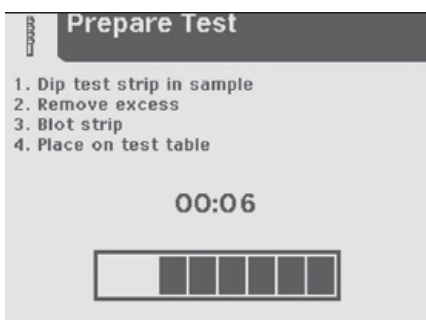 Prepare Test
1. Dip test strip in sample
2. Remove excess
3. Blot strip
4. Place on test table
00:06